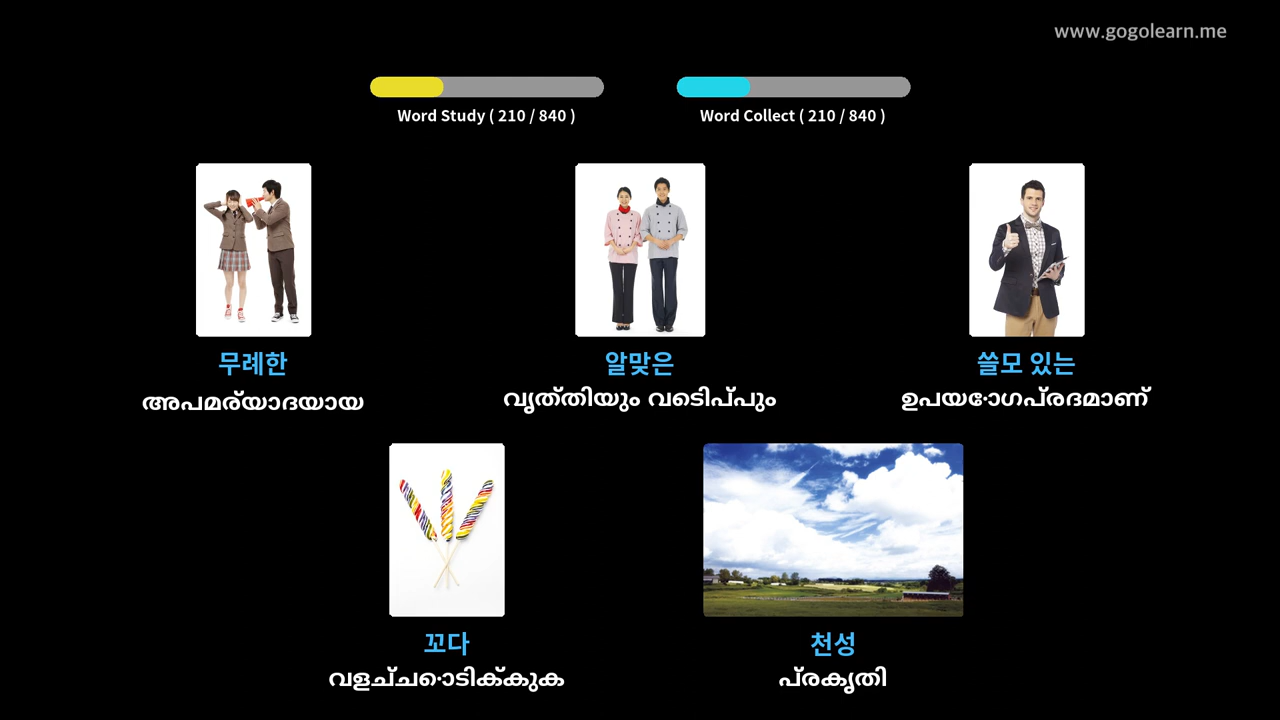 www.gogolearn.me
Word Study ( 210 / 840 )
Word Collect ( 210 / 840 )
무례한
അപമര്യാദയായ
알맞은
വൃത്തിയും വടെിപ്പും
쓸모 있는
ഉപയോഗപ്രദമാണ്
꼬다
വളച്ചൊടിക്കുക
천성
പ്രകൃതി